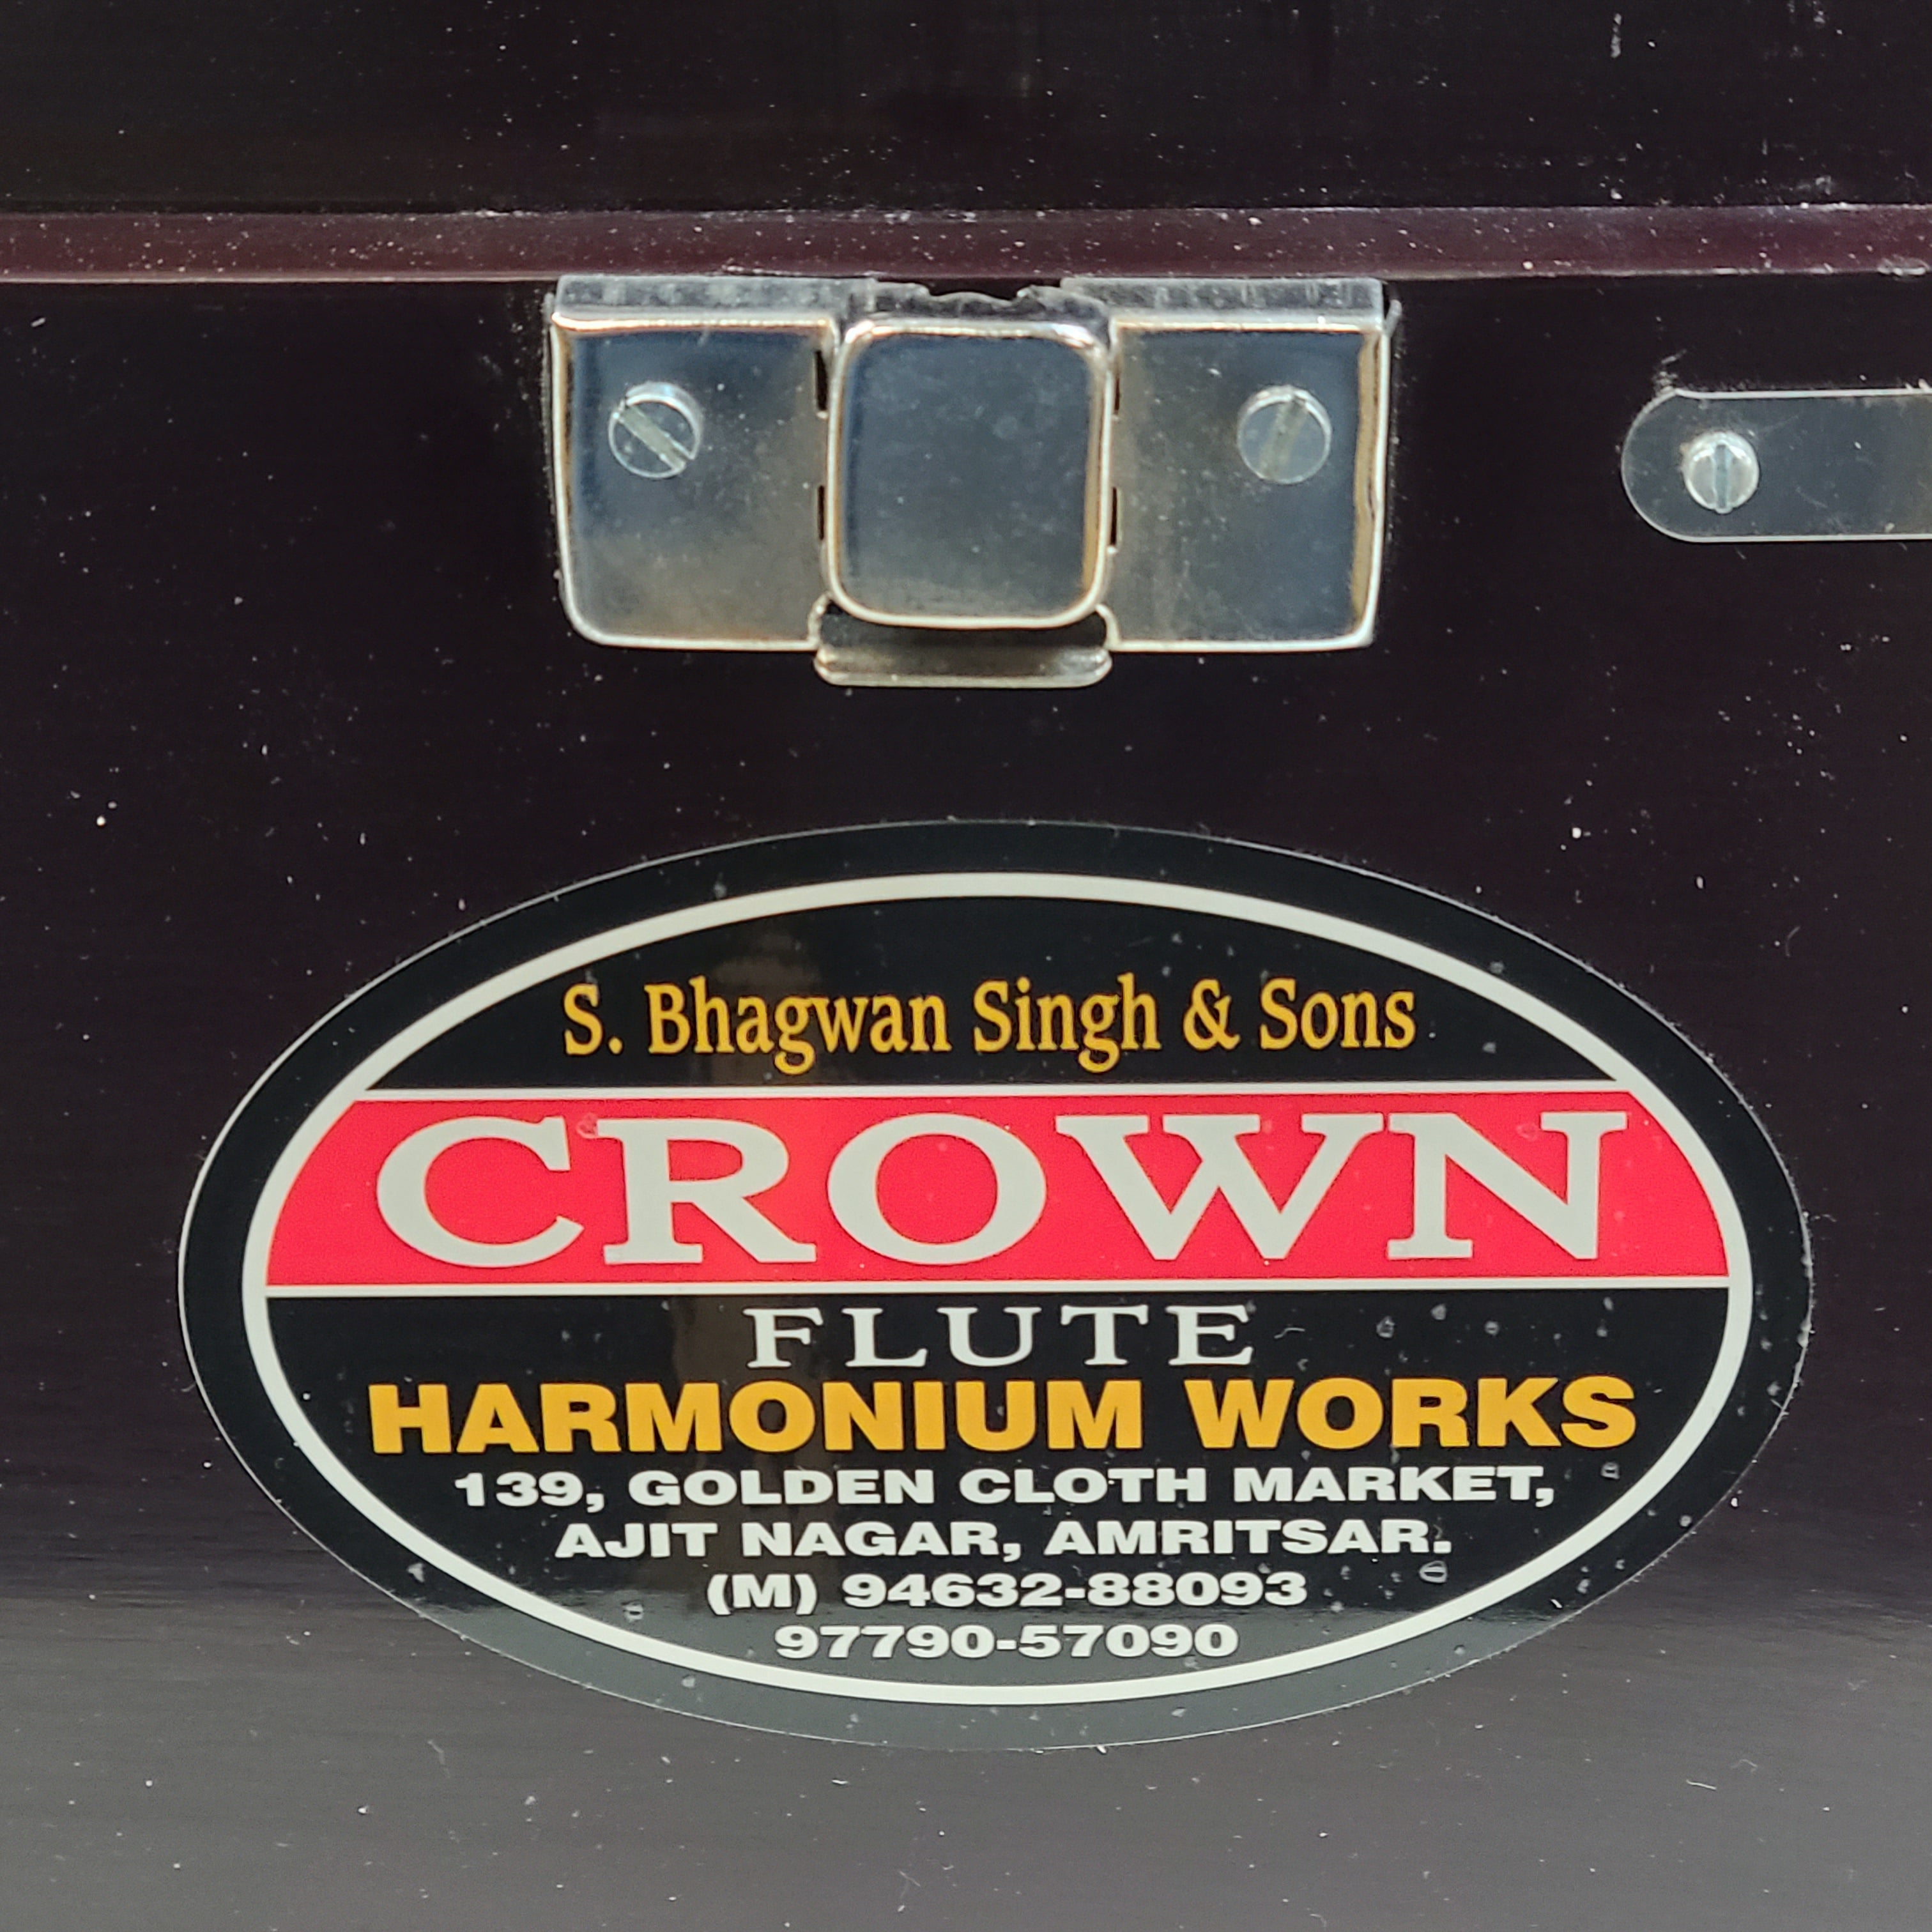 S. Bhagwan Singh & Sons
CROWN
FLUTE
HARMONIUM WORKS
139, GOLDEN CLOTH MARKET,
AJIT NAGAR, AMRITSAR.
(M) 94632-88093
97790-57090